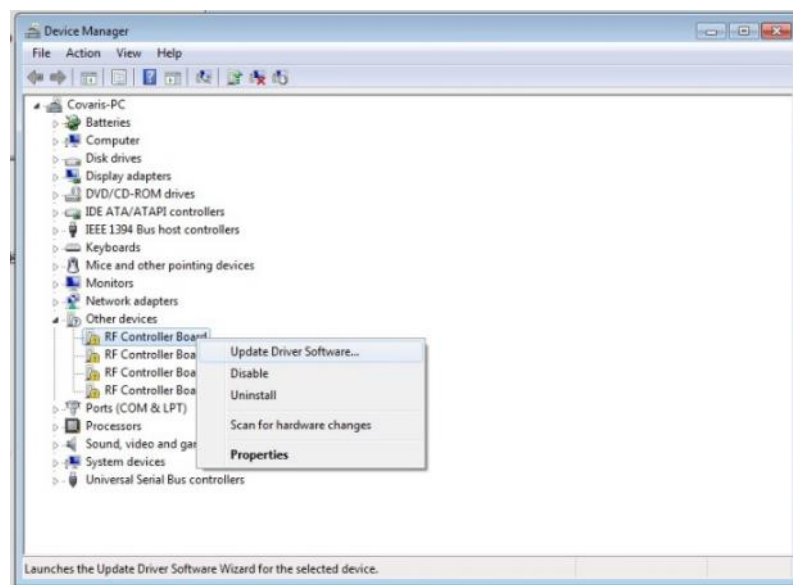 Device Manager
File Action View Help
Covaris-PC
Batteries
Computer
Disk drives
Display adapters
DVD/CD-ROM drives
IDE ATA/ATAPI controllers
IEEE 1394 Bus host controllers
Keyboards
Mice and other pointing devices
Monitors
Network adapters
Other devices
RF Controller Board
RF Controller Boa
RF Controller Boa
RF Controller Boa
Ports (COM & LPT)
Processors
Sound, video and gar
System devices
Universal Serial Bus controllers
Update Driver Software...
Disable
Uninstall
Scan for hardware changes
Properties
Launches the Update Driver Software Wizard for the selected device.